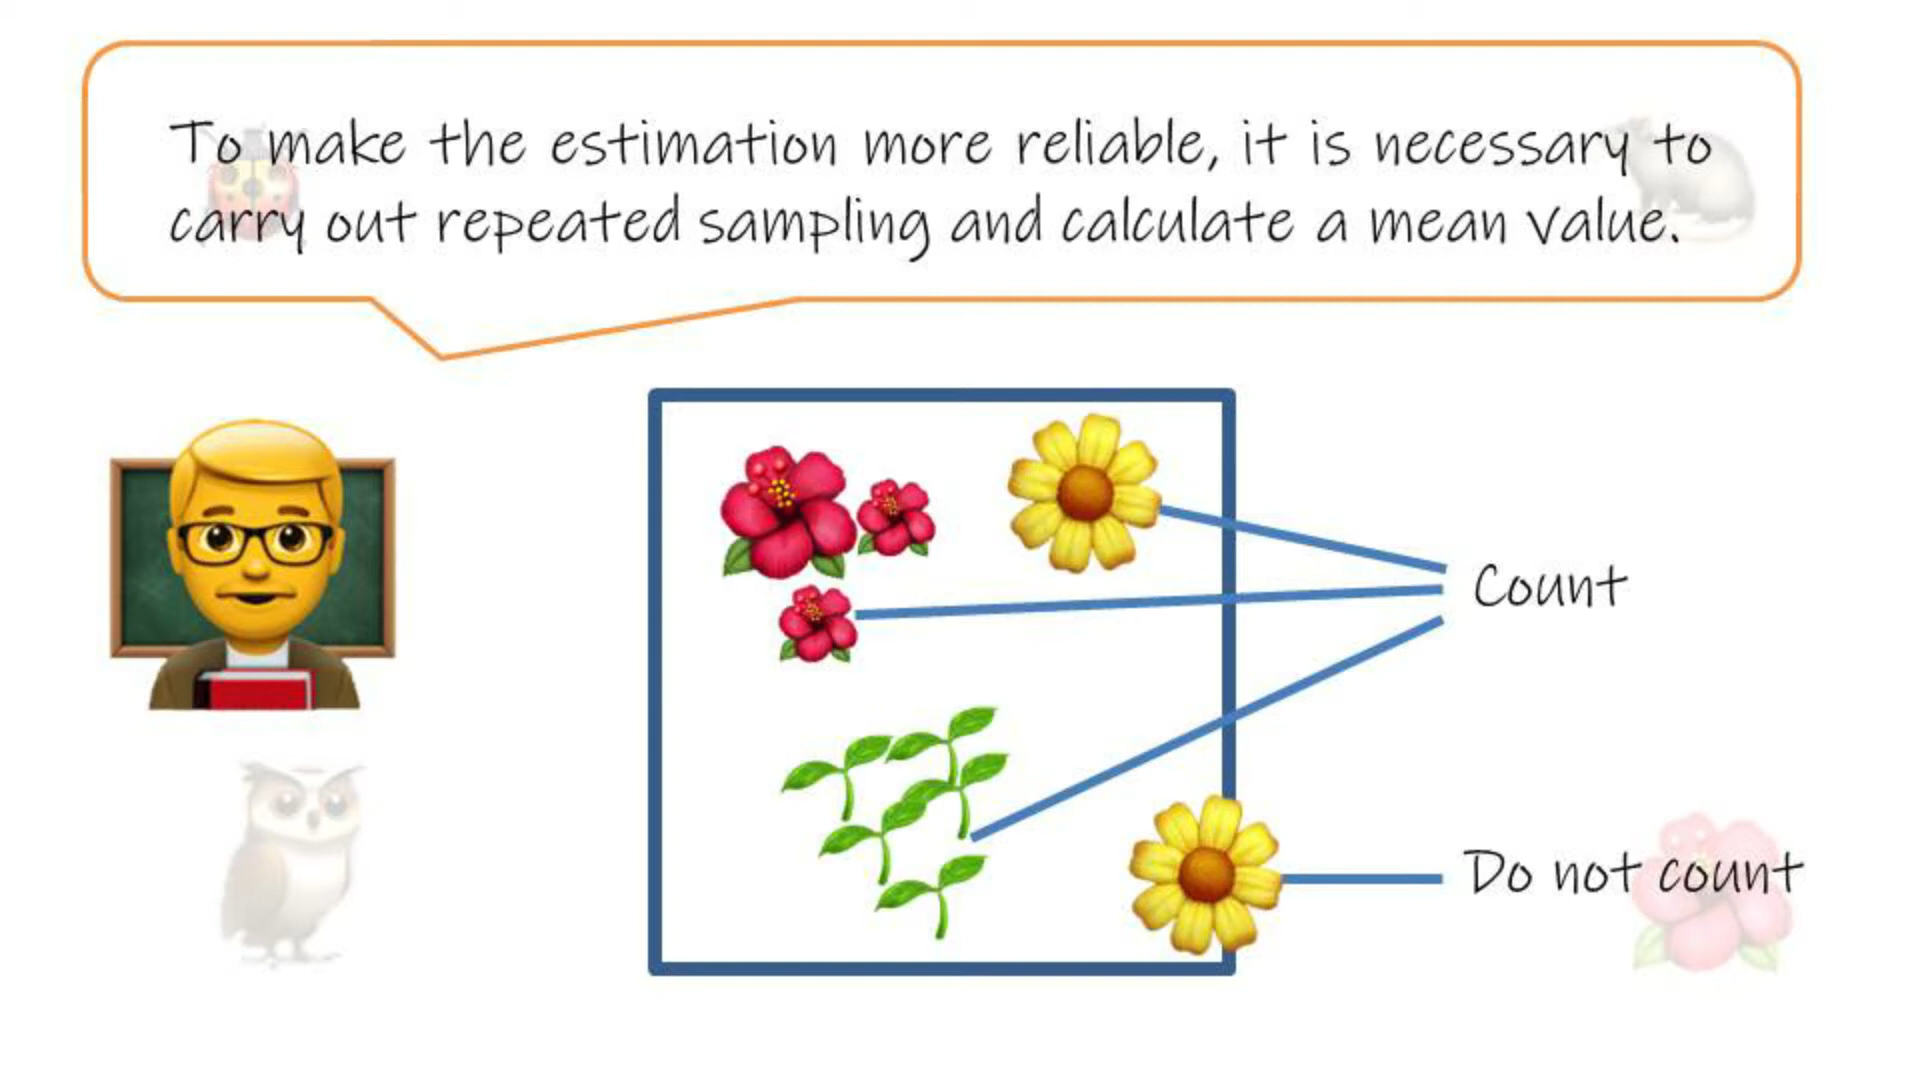 To make the estimation more reliable, it is necessary to
carry out repeated sampling and calculate a mean value.
Count
Do not count